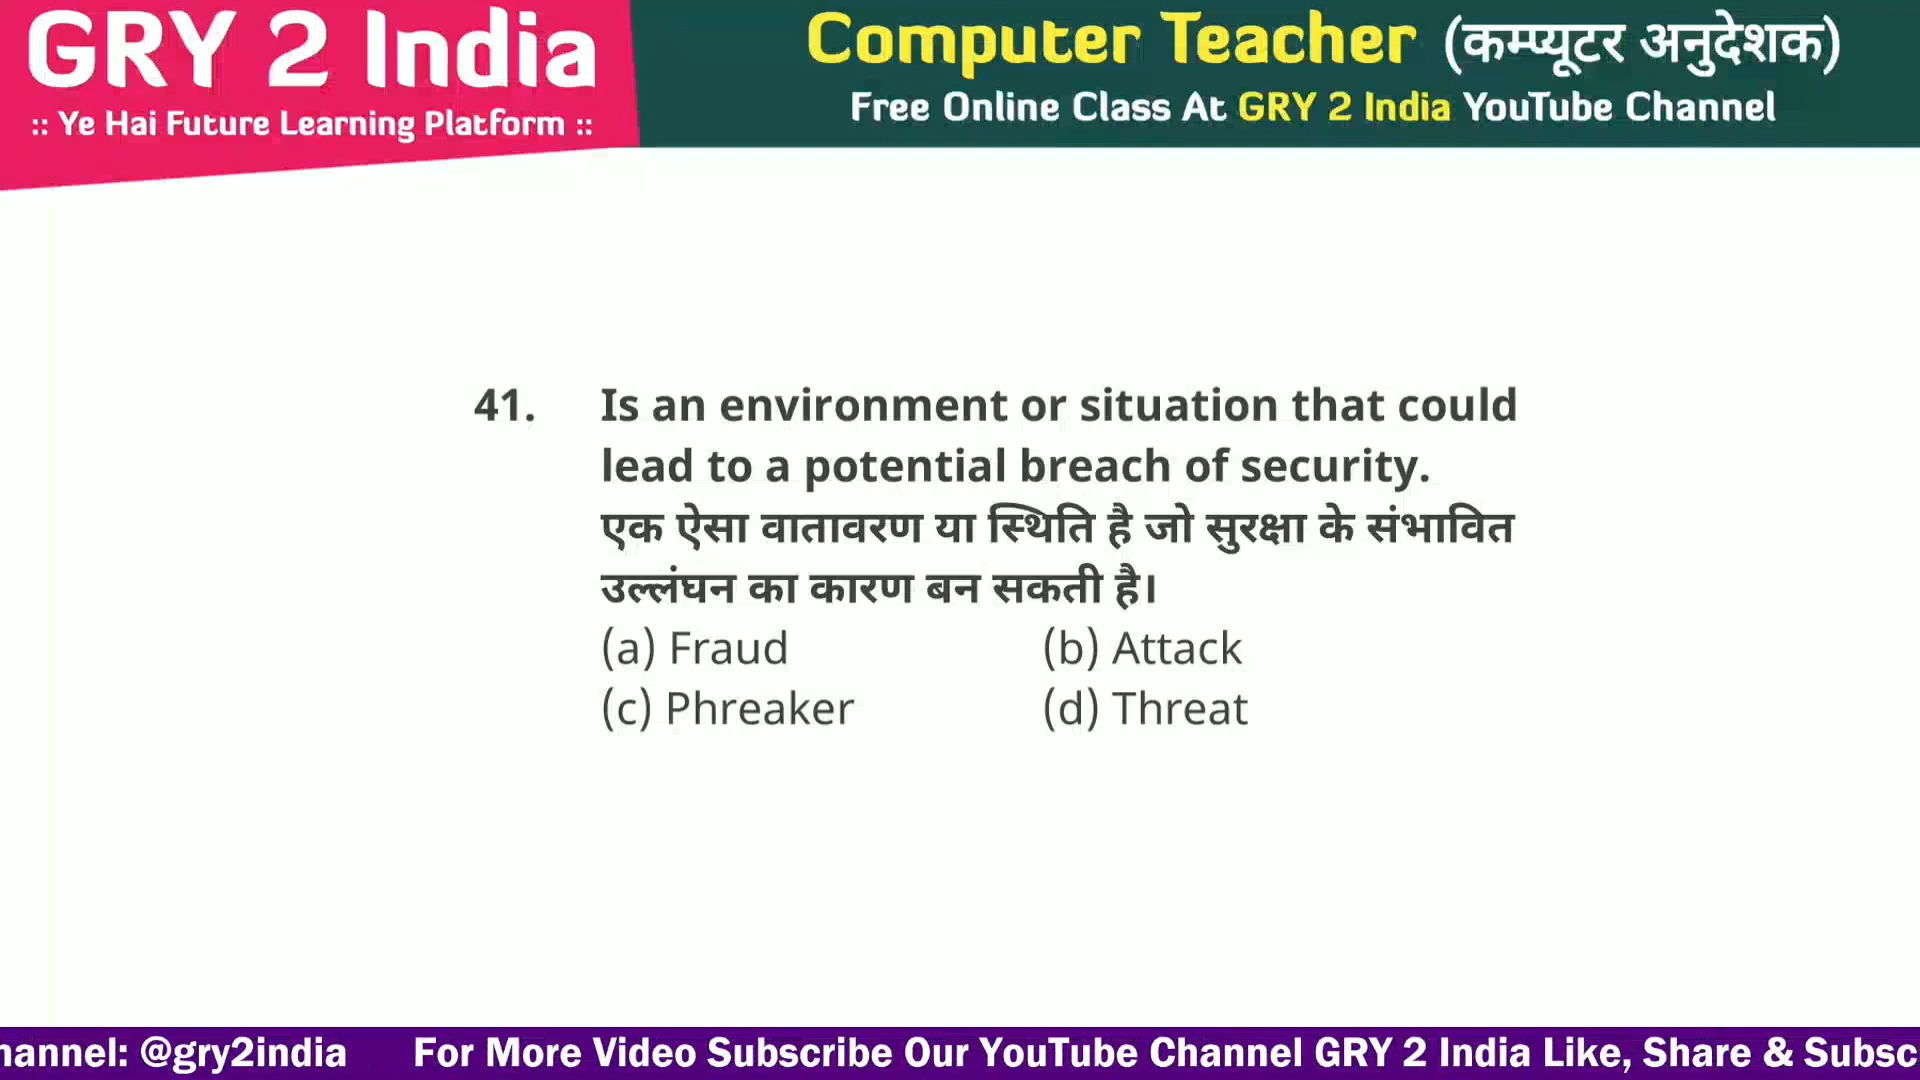 GRY 2 India
:: Ye Hai Future Learning Platform ::
Computer Teacher (कम्प्यूटर अनुदेशक)
Free Online Class At GRY 2 India YouTube Channel
41. Is an environment or situation that could
lead to a potential breach of security.
एक ऐसा वातावरण या स्थिति है जो सुरक्षा के संभावित
उल्लंघन का कारण बन सकती है।
(a) Fraud (b) Attack
(c) Phreaker (d) Threat
hannel: @gry2india For More Video Subscribe Our YouTube Channel GRY 2 India Like, Share & Subsc